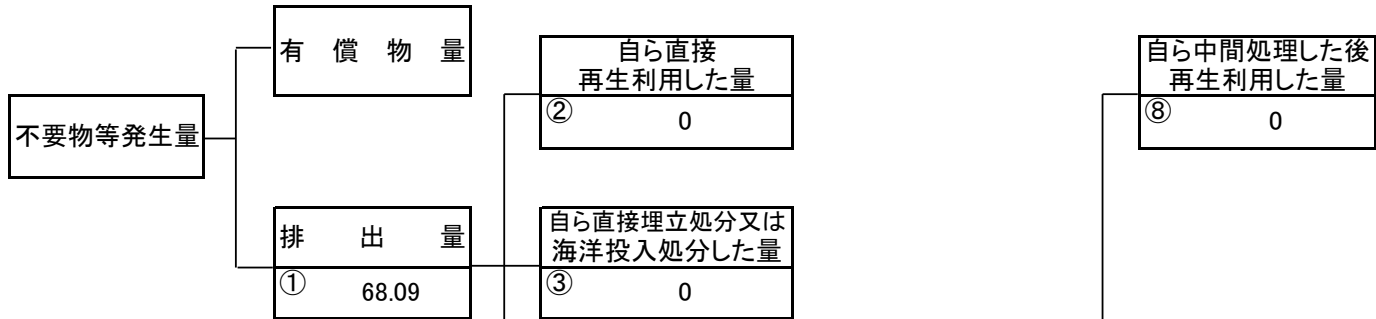 有償物量
自ら直接
再生利用した量
② 0
自ら中間処理した後
再生利用した量
⑧ 0
不要物等発生量
排出量
① 68.09
自ら直接埋立処分又は
海洋投入処分した量
③ 0